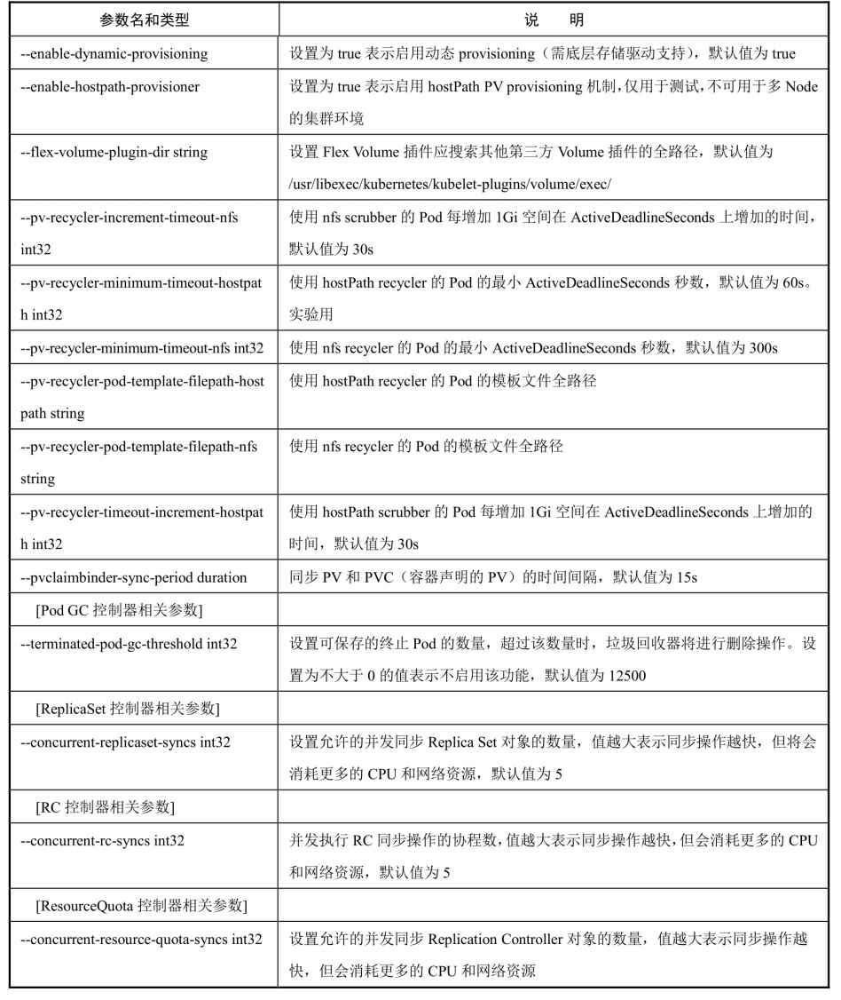 参数名和类型 说 明
--enable-dynamic-provisioning 设置为 true 表示启用动态 provisioning（需底层存储驱动支持），默认值为 true
--enable-hostpath-provisioner 设置为 true 表示启用 hostPath PV provisioning 机制，仅用于测试，不可用于多 Node
的集群环境
--flex-volume-plugin-dir string 设置 Flex Volume 插件应搜索其他第三方 Volume 插件的全路径，默认值为
/usr/libexec/kubernetes/kubelet-plugins/volume/exec/
--pv-recycler-increment-timeout-nfs 使用 nfs scrubber 的 Pod 每增加 1Gi 空间在 ActiveDeadlineSeconds 上增加的时间，
int32 默认值为 30s
--pv-recycler-minimum-timeout-hostpat 使用 hostPath recycler 的 Pod 的最小 ActiveDeadlineSeconds 秒数，默认值为 60s。
h int32 实验用
--pv-recycler-minimum-timeout-nfs int32 使用 nfs recycler 的 Pod 的最小 ActiveDeadlineSeconds 秒数，默认值为 300s
--pv-recycler-pod-template-filepath-host 使用 hostPath recycler 的 Pod 的模板文件全路径
path string
--pv-recycler-pod-template-filepath-nfs 使用 nfs recycler 的 Pod 的模板文件全路径
string
--pv-recycler-timeout-increment-hostpat 使用 hostPath scrubber 的 Pod 每增加 1Gi 空间在 ActiveDeadlineSeconds 上增加的
h int32 时间，默认值为 30s
--pvclaimbinder-sync-period duration 同步 PV 和 PVC（容器声明的 PV）的时间间隔，默认值为 15s
[Pod GC 控制器相关参数]
--terminated-pod-gc-threshold int32 设置可保存的终止 Pod 的数量，超过该数量时，垃圾回收器将进行删除操作。设
置为不大于 0 的值表示不启用该功能，默认值为 12500
[ReplicaSet 控制器相关参数]
--concurrent-replicaset-syncs int32 设置允许的并发同步 Replica Set 对象的数量，值越大表示同步操作越快，但将会
消耗更多的 CPU 和网络资源，默认值为 5
[RC 控制器相关参数]
--concurrent-rc-syncs int32 并发执行 RC 同步操作的协程数，值越大表示同步操作越快，但会消耗更多的 CPU
和网络资源，默认值为 5
[ResourceQuota 控制器相关参数]
--concurrent-resource-quota-syncs int32 设置允许的并发同步 Replication Controller 对象的数量，值越大表示同步操作越
快，但会消耗更多的 CPU 和网络资源